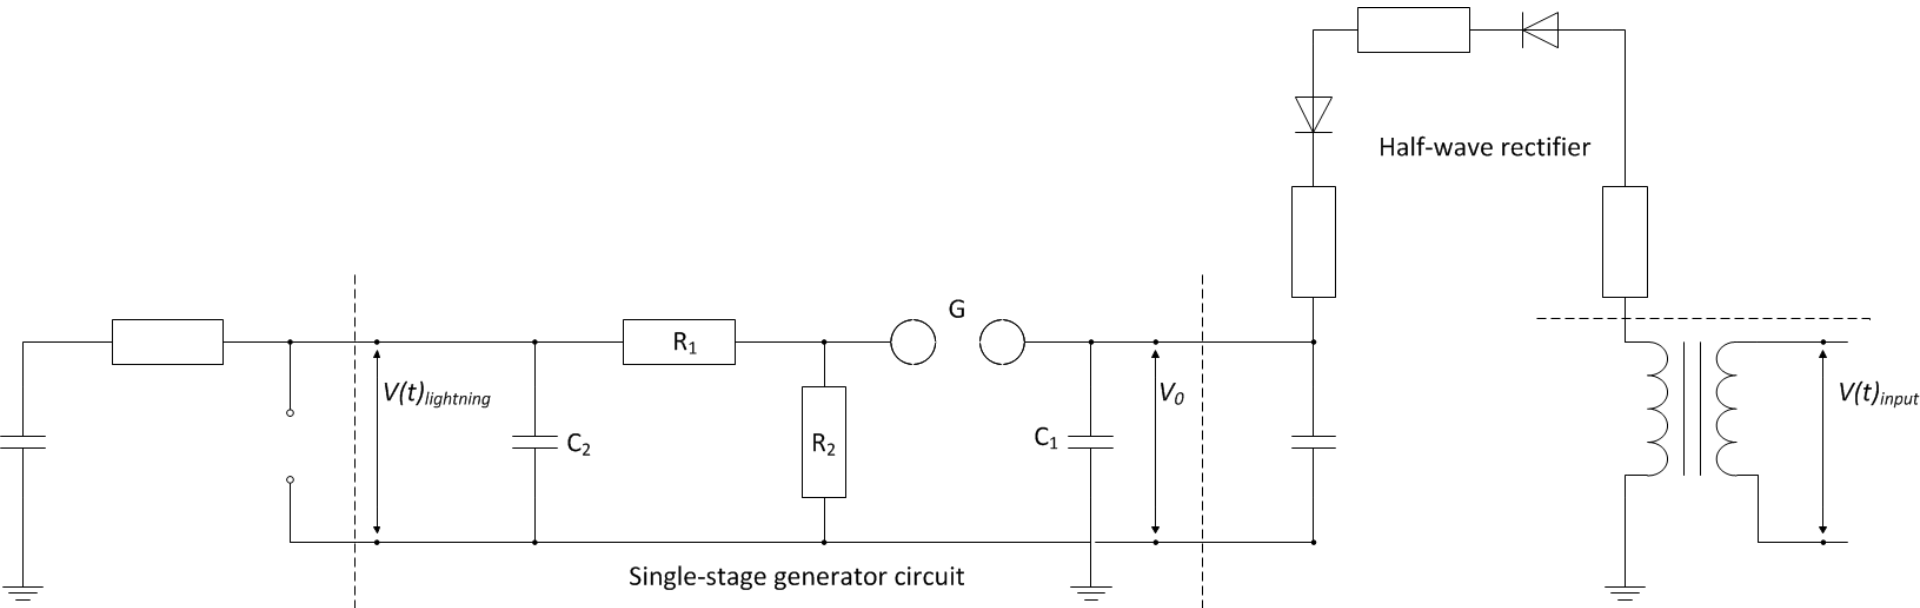 Half-wave rectifier
G
R₁
V(t)lightning
V₀
V(t)input
C₂
R₂
C₁
Single-stage generator circuit